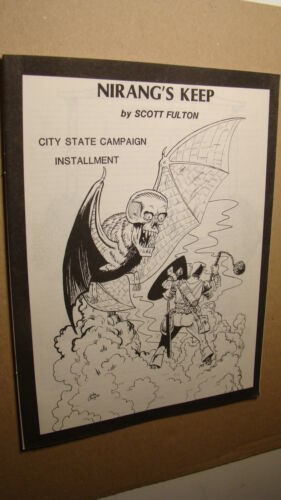 NIRANG'S KEEP
by SCOTT FULTON
CITY STATE CAMPAIGN
INSTALLMENT